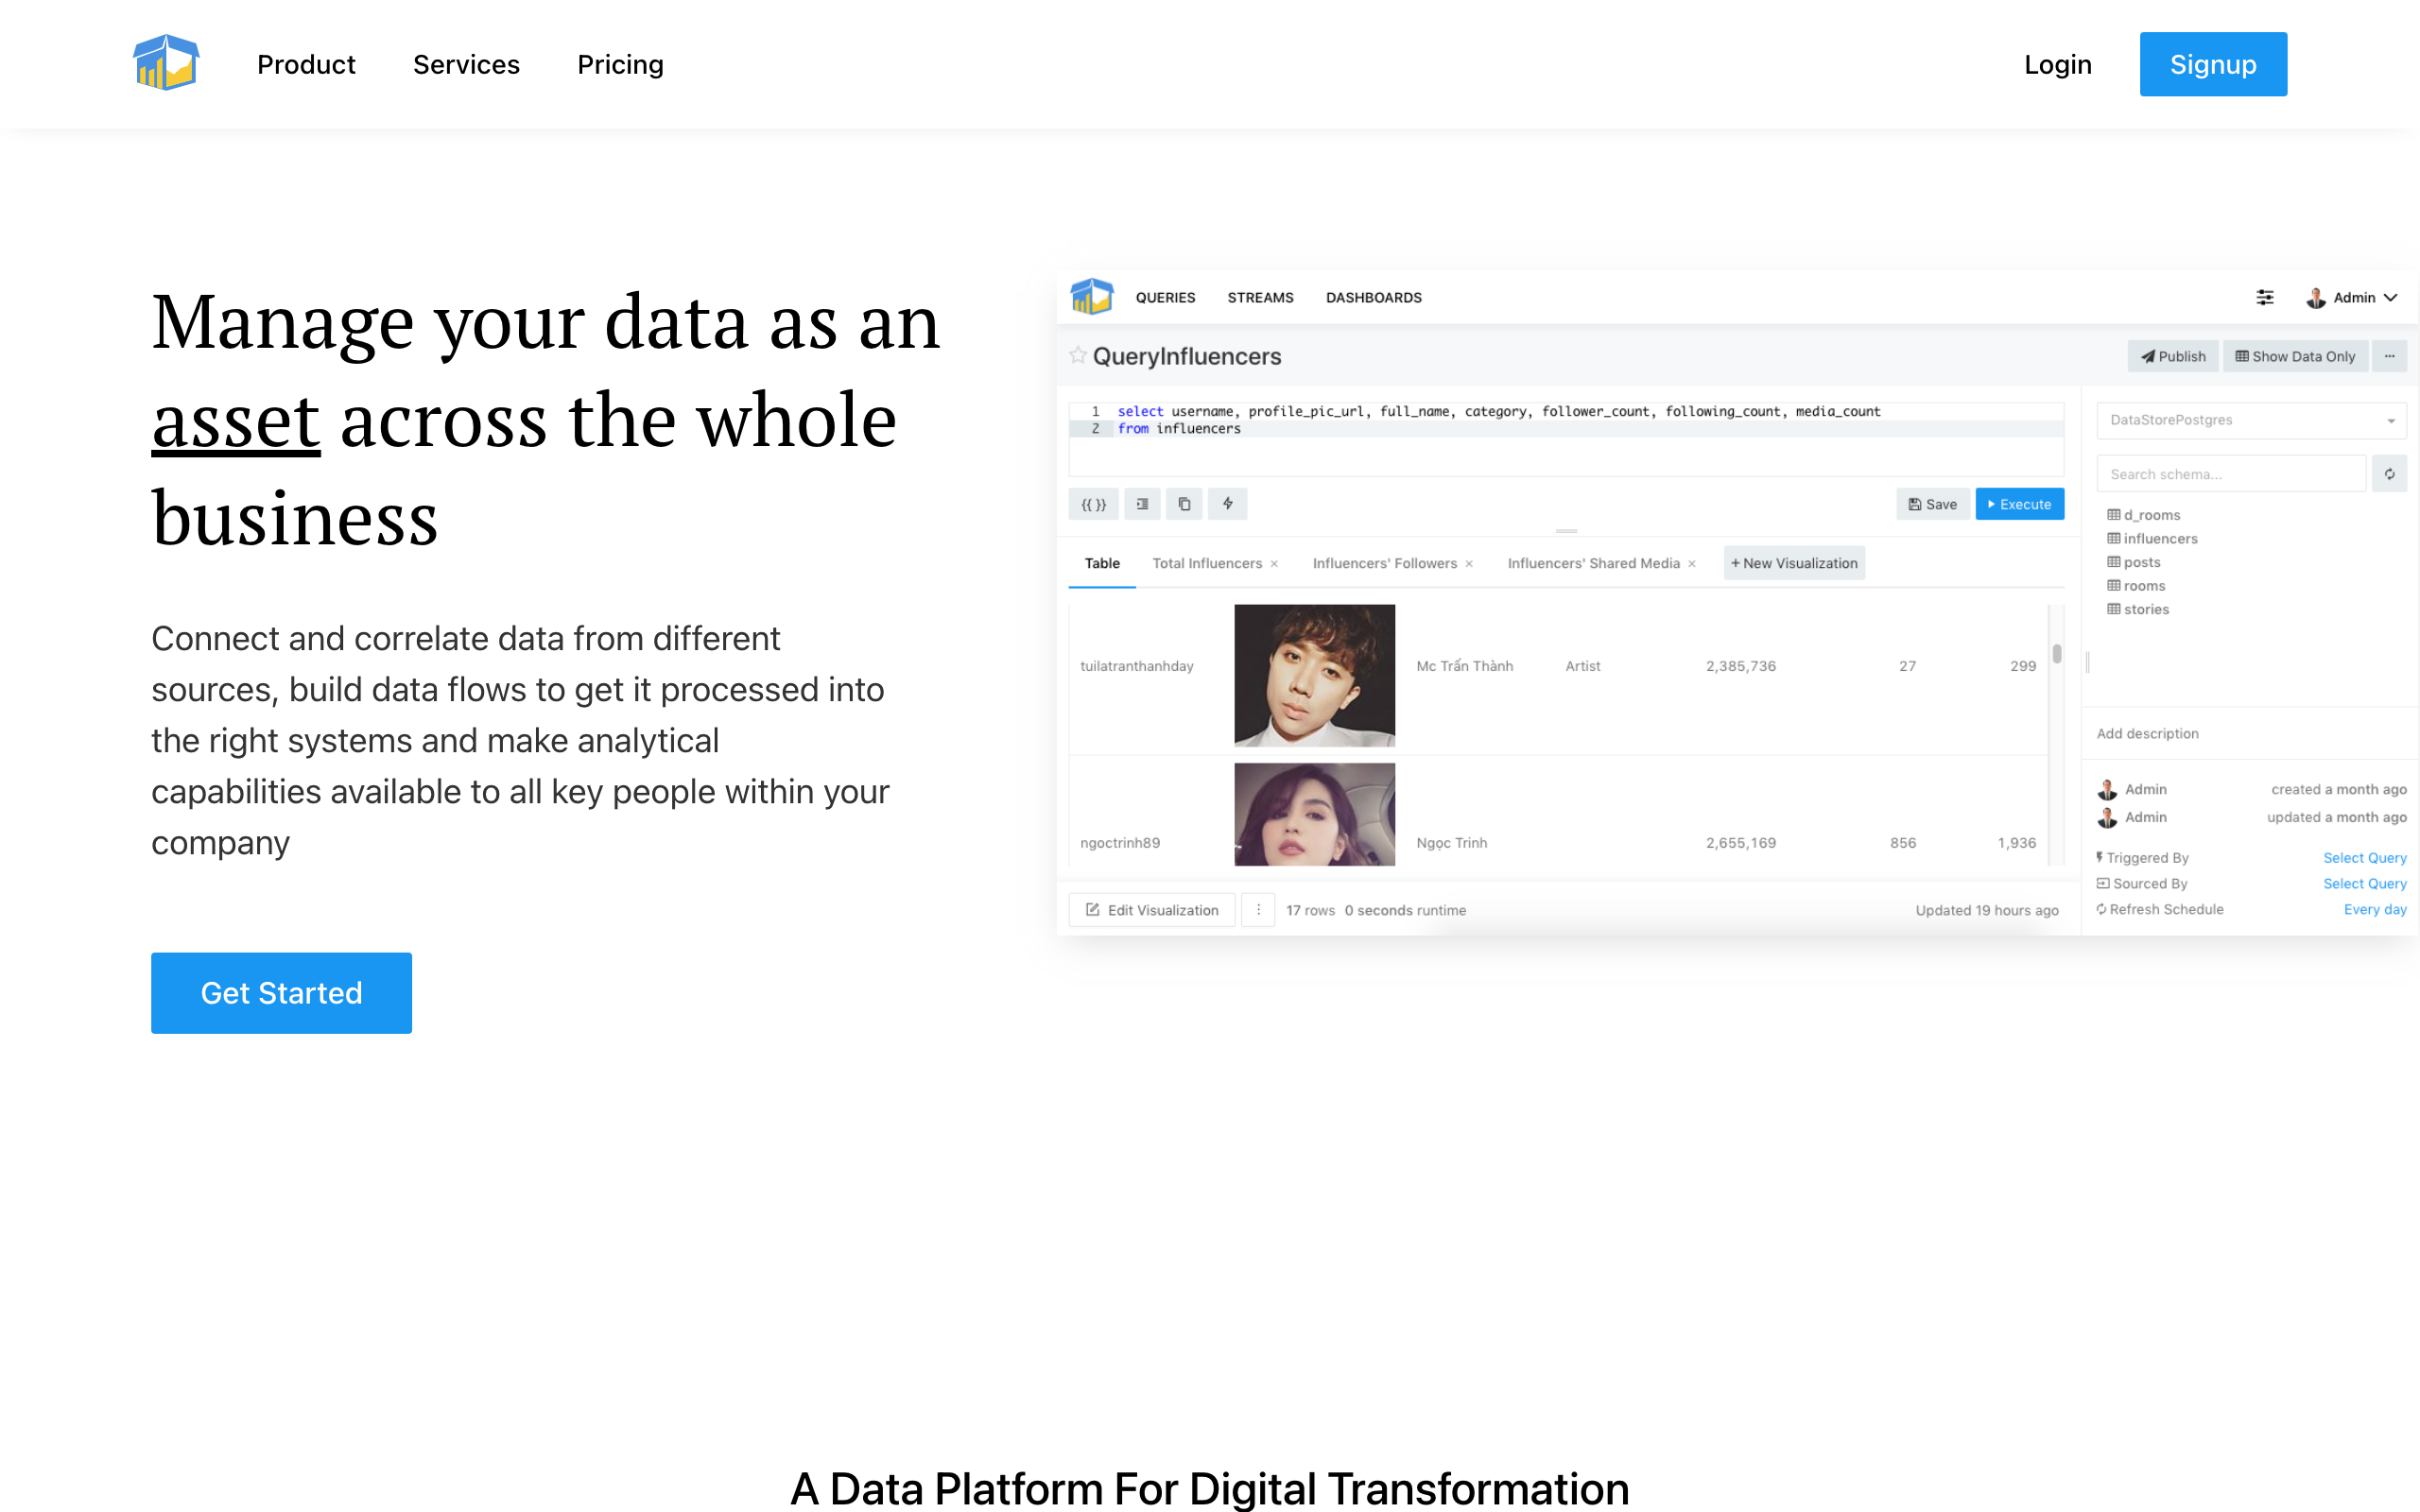 Product Services Pricing Login Signup
Manage your data as an
asset across the whole
business
Connect and correlate data from different
sources, build data flows to get it processed into
the right systems and make analytical
capabilities available to all key people within your
company
Get Started
QUERIES STREAMS DASHBOARDS Admin
QueryInfluencers Publish Show Data Only ...
1 select username, profile_pic_url, full_name, category, follower_count, following_count, media_count
2 from influencers
{{ }} Save Execute
Table Total Influencers × Influencers' Followers × Influencers' Shared Media × + New Visualization
tuilatranthanhday Mc Trấn Thành Artist 2,385,736 27 299
ngoctrinh89 Ngọc Trinh 2,655,169 856 1,936
Edit Visualization 17 rows 0 seconds runtime Updated 19 hours ago
DataStorePostgres
Search schema...
d_rooms
influencers
posts
rooms
stories
Add description
Admin created a month ago
Admin updated a month ago
Triggered By Select Query
Sourced By Select Query
Refresh Schedule Every day
A Data Platform For Digital Transformation